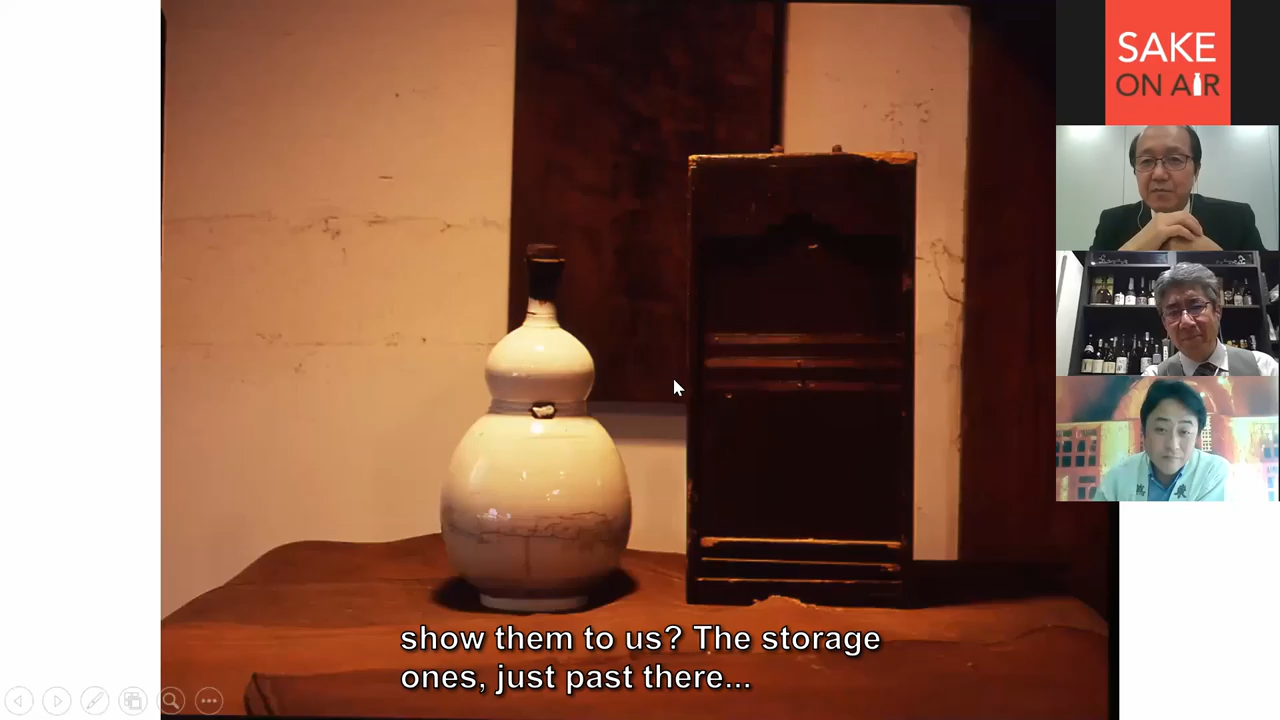 SAKE
ON AIR
show them to us? The storage
ones, just past there...